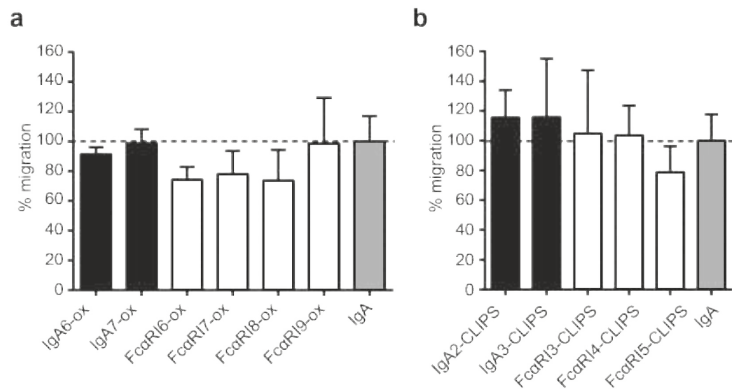 a
% migration
160
140
120
100
80
60
40
20
0
IgA6-ox
IgA7-ox
FcαRI6-ox
FcαRI7-ox
FcαRI8-ox
FcαRI9-ox
IgA
b
% migration
160
140
120
100
80
60
40
20
0
IgA2-CLIPS
IgA3-CLIPS
FcαRI3-CLIPS
FcαRI4-CLIPS
FcαRI5-CLIPS
IgA